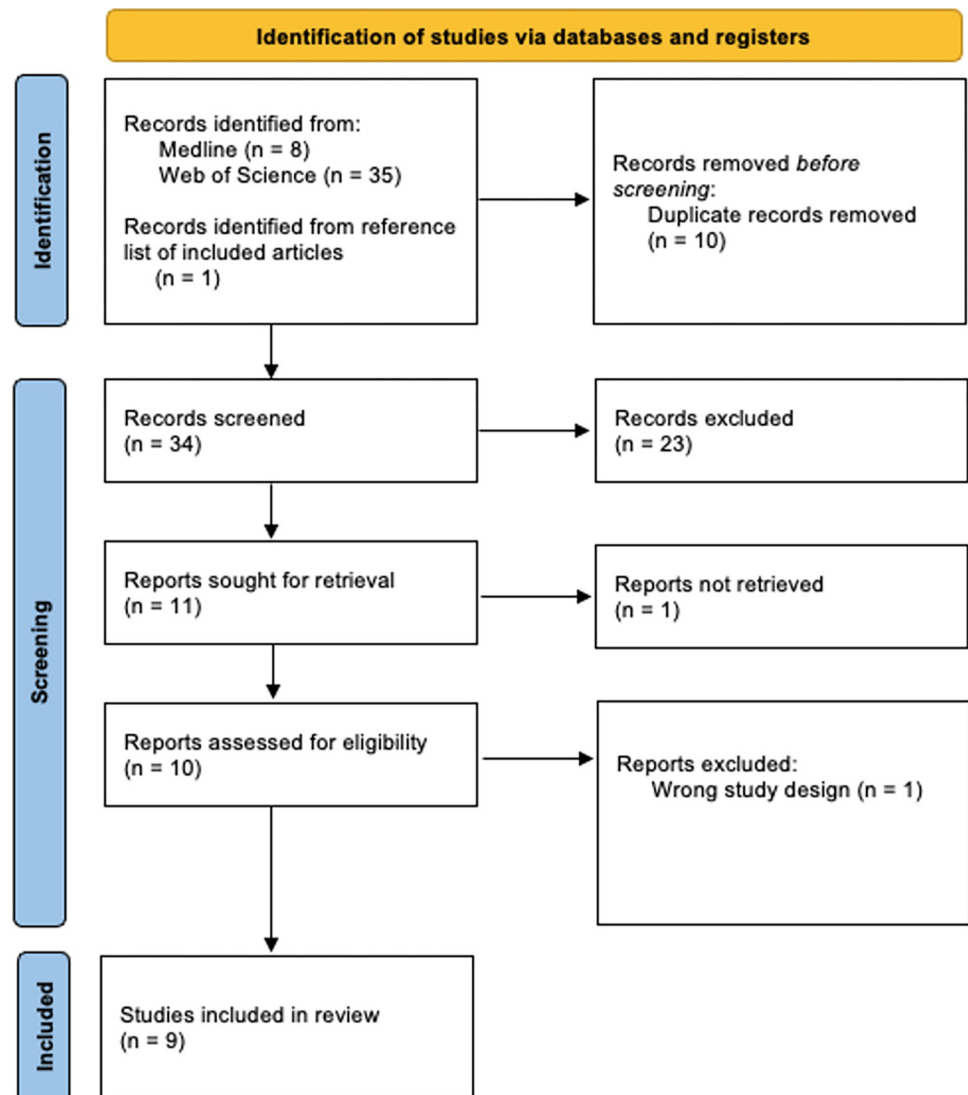 Identification of studies via databases and registers
Identification
Records identified from:
Medline (n = 8)
Web of Science (n = 35)
Records identified from reference
list of included articles
(n = 1)
Records removed before
screening:
Duplicate records removed
(n = 10)
Screening
Records screened
(n = 34)
Records excluded
(n = 23)
Reports sought for retrieval
(n = 11)
Reports not retrieved
(n = 1)
Reports assessed for eligibility
(n = 10)
Reports excluded:
Wrong study design (n = 1)
Included
Studies included in review
(n = 9)